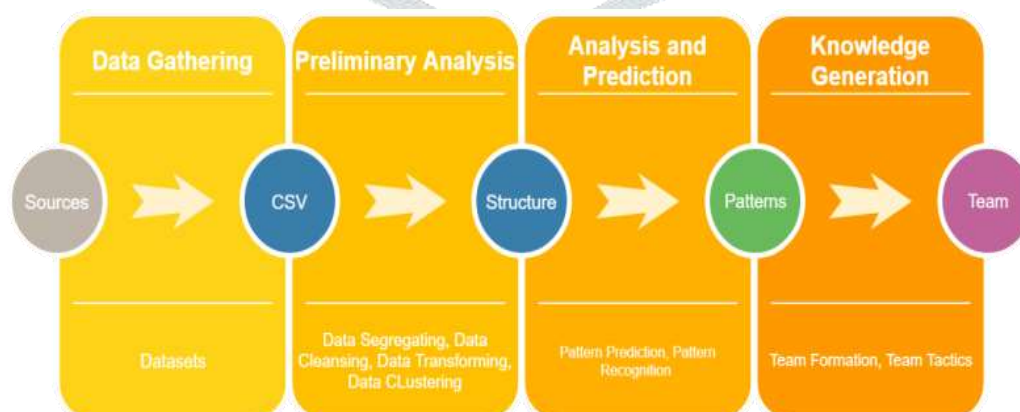 Data Gathering
Preliminary Analysis
Analysis and
Prediction
Knowledge
Generation
Sources
CSV
Structure
Patterns
Team
Datasets
Data Segregating, Data
Cleansing, Data Transforming,
Data CLustering
Pattern Prediction, Pattern
Recognition
Team Formation, Team Tactics